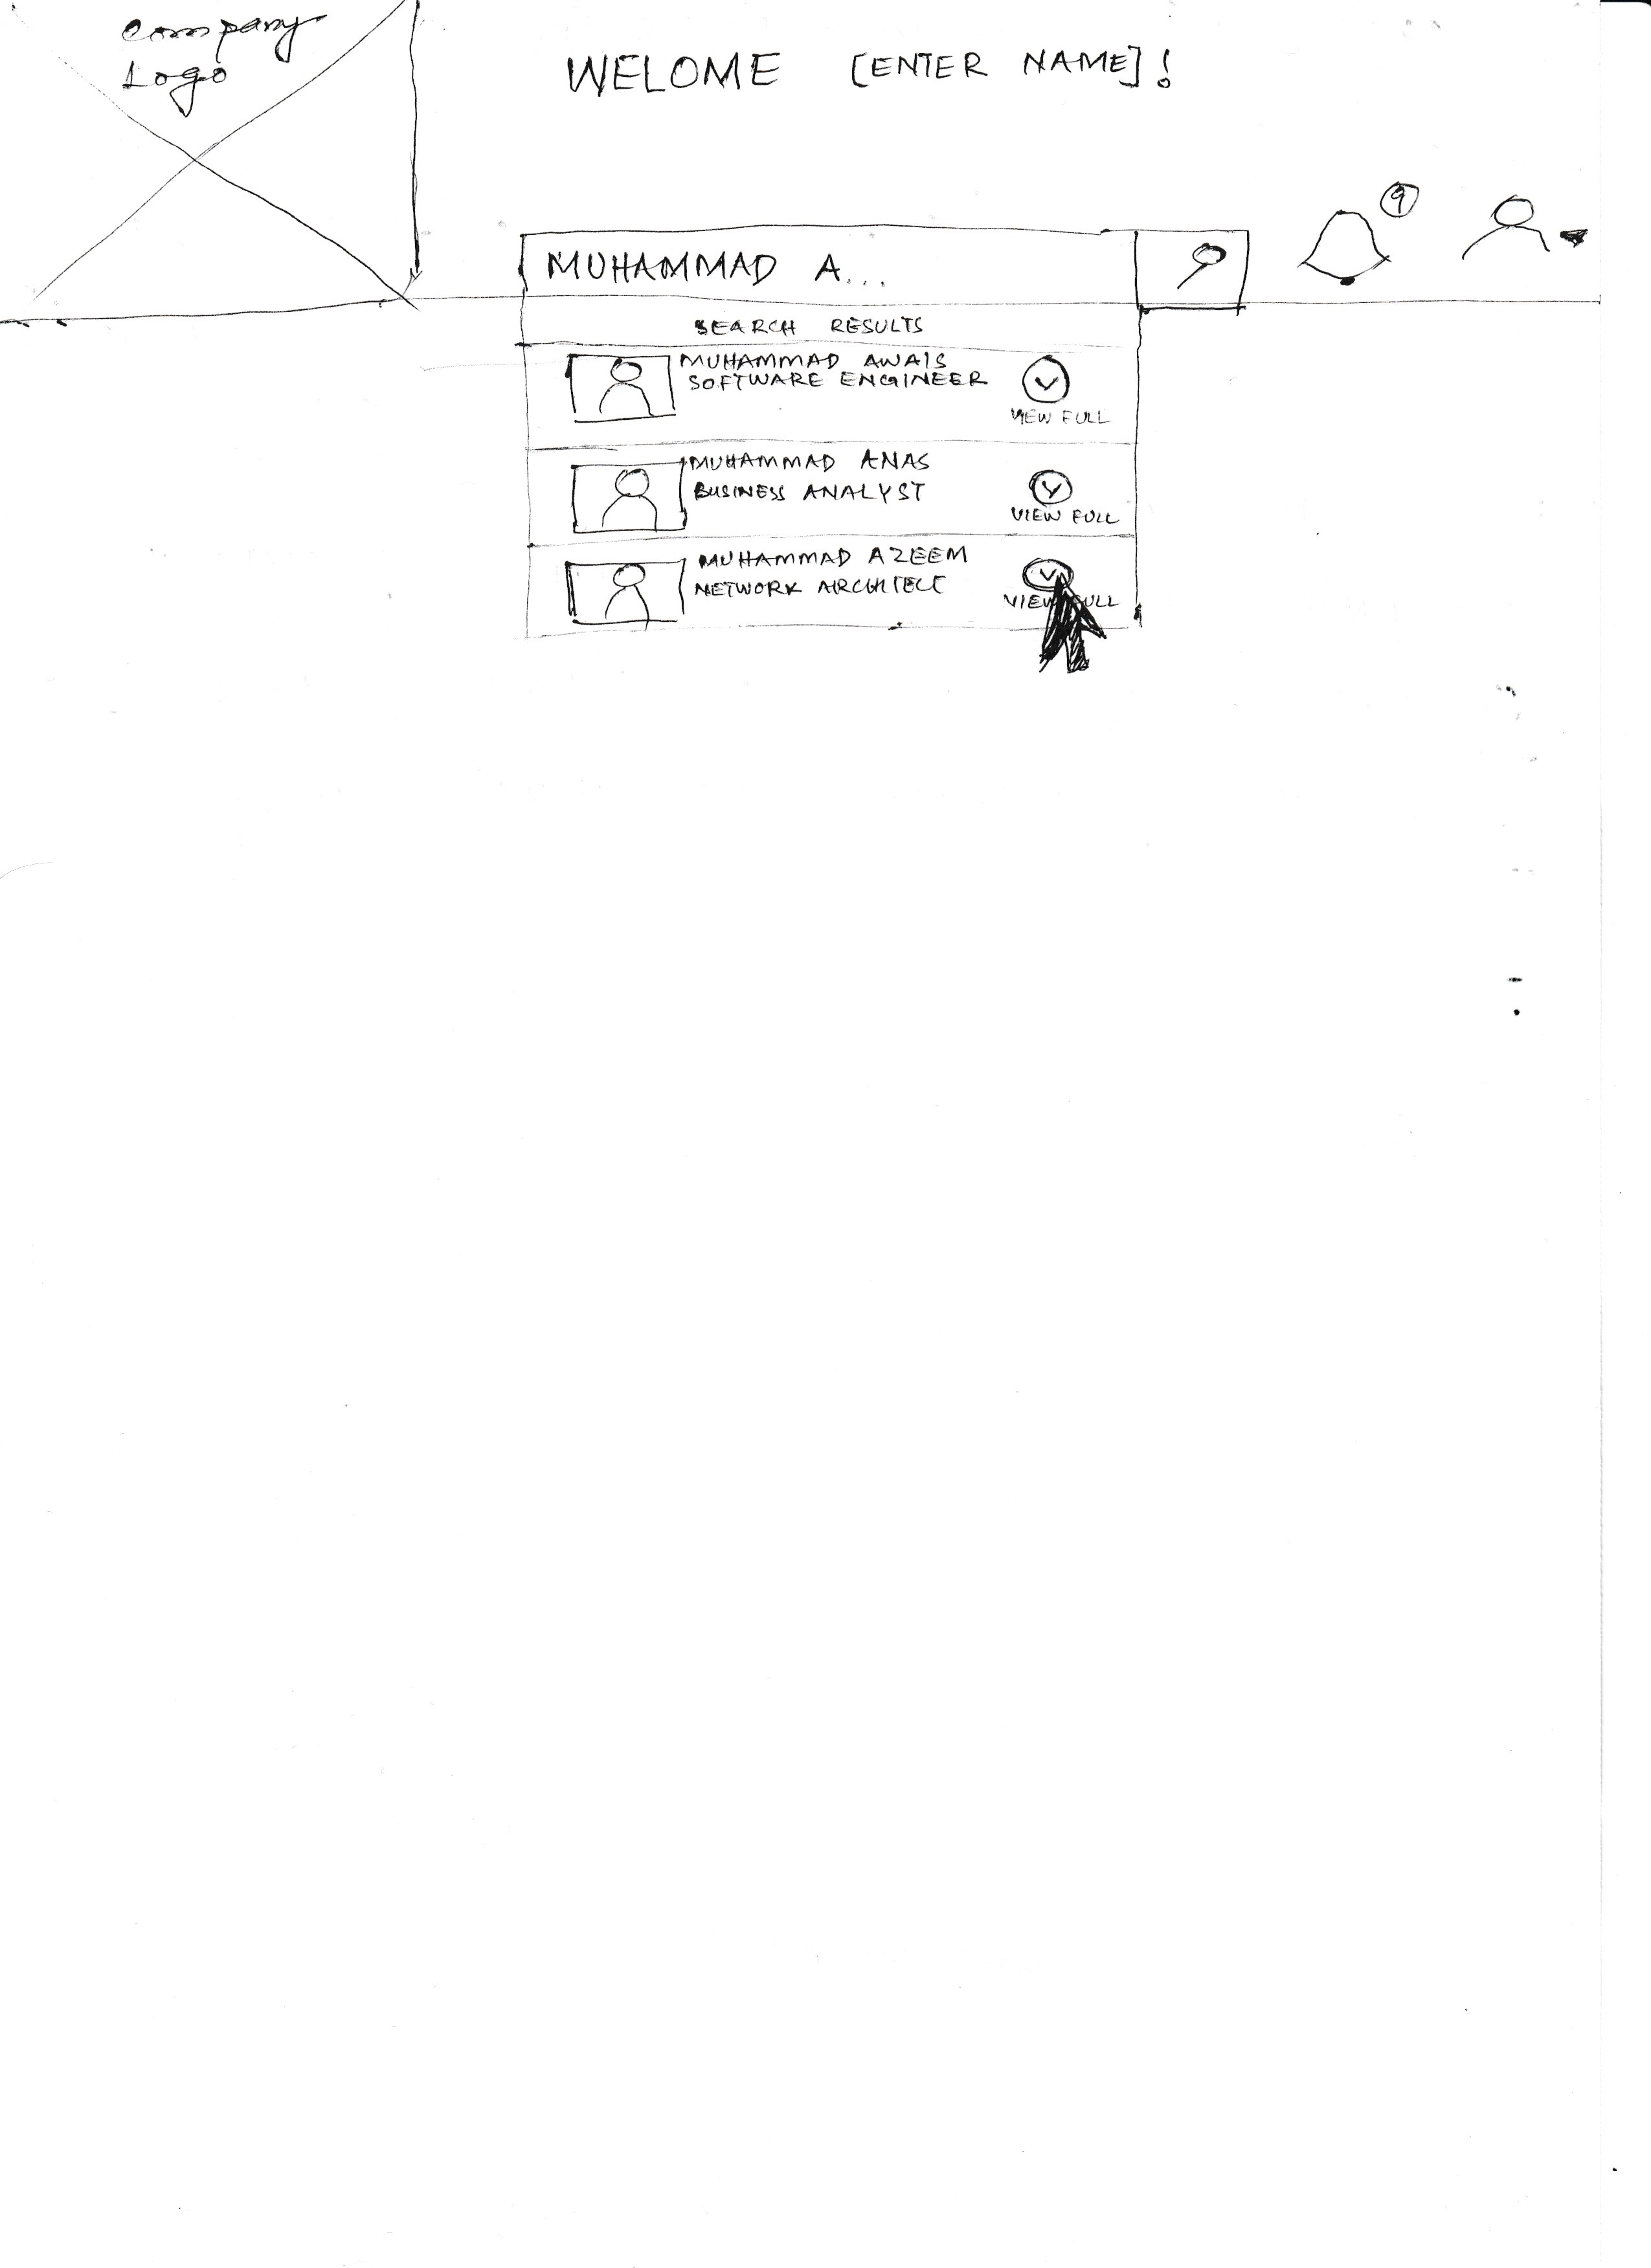 Company
Logo
WELOME [ENTER NAME]!
9
MUHAMMAD A...
SEARCH RESULTS
MUHAMMAD AWAIS
SOFTWARE ENGINEER
VIEW FULL
MUHAMMAD ANAS
BUSINESS ANALYST
VIEW FULL
MUHAMMAD AZEEM
NETWORK ARCHITECT
VIEW FULL